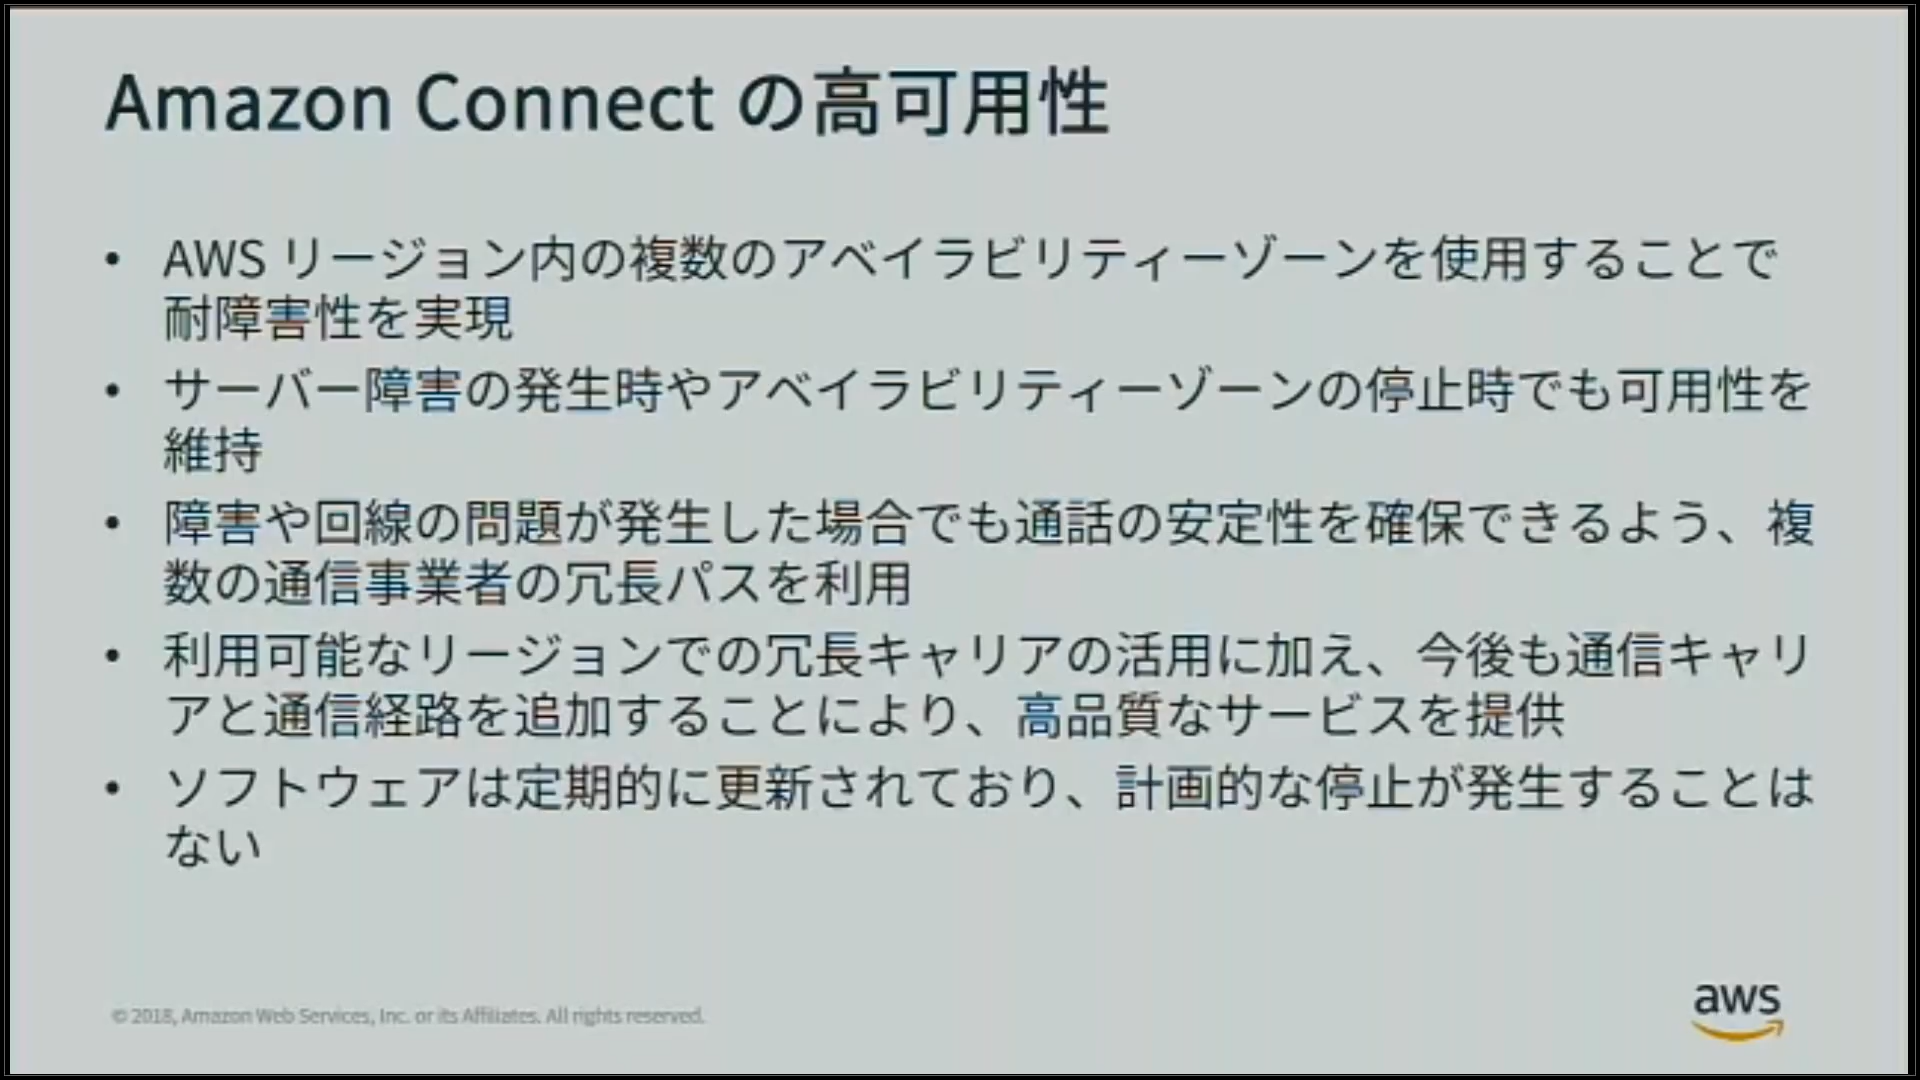 Amazon Connect の高可用性
• AWS リージョン内の複数のアベイラビリティーゾーンを使用することで
耐障害性を実現
• サーバー障害の発生時やアベイラビリティーゾーンの停止時でも可用性を
維持
• 障害や回線の問題が発生した場合でも通話の安定性を確保できるよう、複
数の通信事業者の冗長パスを利用
• 利用可能なリージョンでの冗長キャリアの活用に加え、今後も通信キャリ
アと通信経路を追加することにより、高品質なサービスを提供
• ソフトウェアは定期的に更新されており、計画的な停止が発生することは
ない
© 2018, Amazon Web Services, Inc. or its Affiliates. All rights reserved.
aws